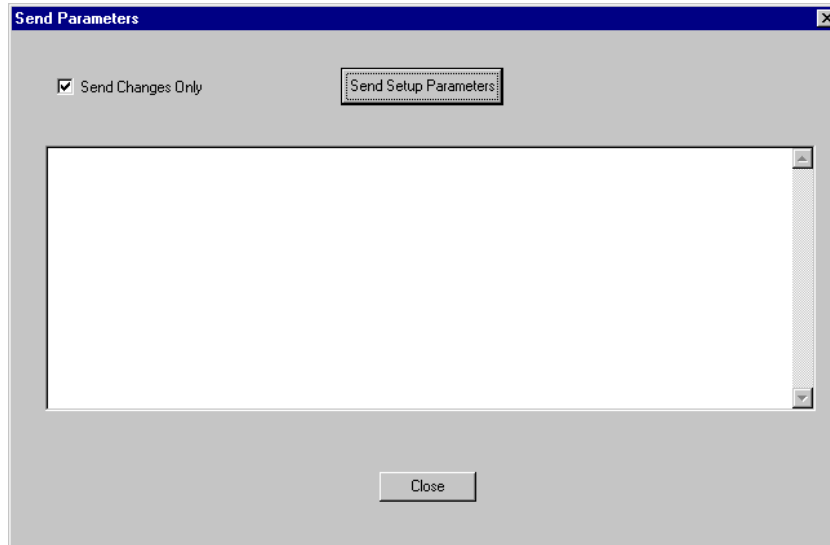 Send Parameters
Send Changes Only
Send Setup Parameters
Close